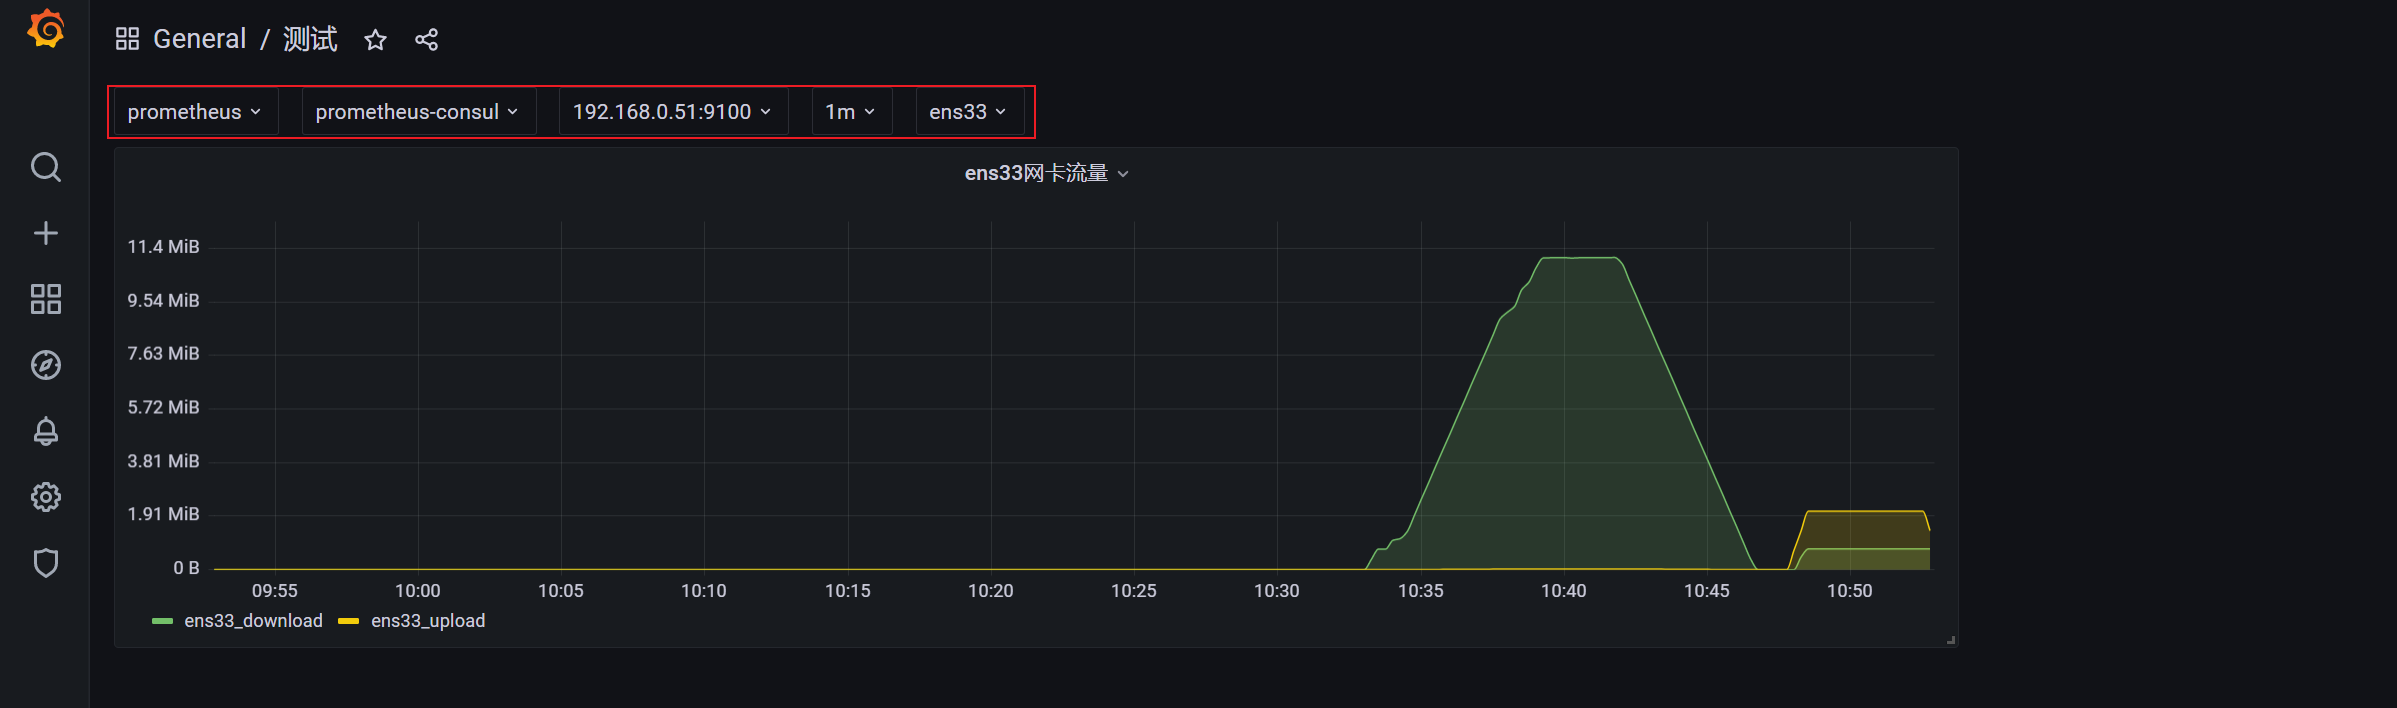 General / 测试
prometheus prometheus-consul 192.168.0.51:9100 1m ens33
ens33网卡流量
11.4 MiB
9.54 MiB
7.63 MiB
5.72 MiB
3.81 MiB
1.91 MiB
0 B
09:55 10:00 10:05 10:10 10:15 10:20 10:25 10:30 10:35 10:40 10:45 10:50
ens33_download ens33_upload